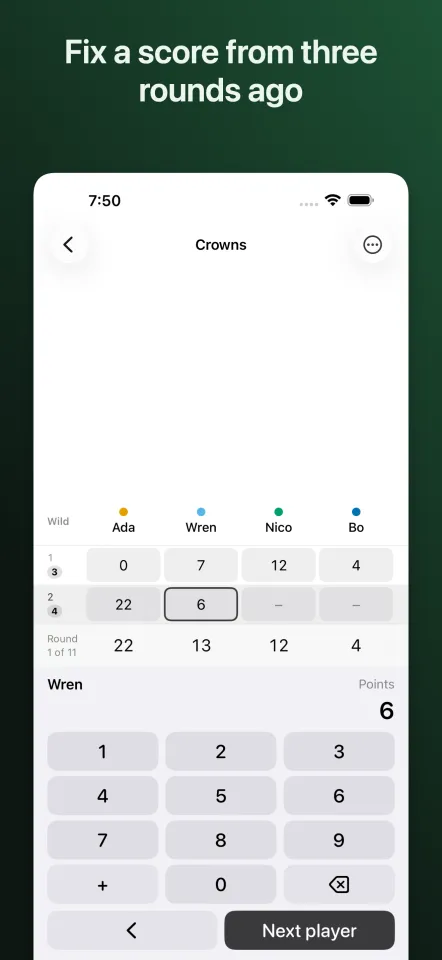 Fix a score from three
rounds ago
7:50
Crowns
Wild
Ada
Wren
Nico
Bo
1
3
0
7
12
4
2
4
22
6
–
–
Round
1 of 11
22
13
12
4
Wren
Points
6
1
2
3
4
5
6
7
8
9
+
0
Next player